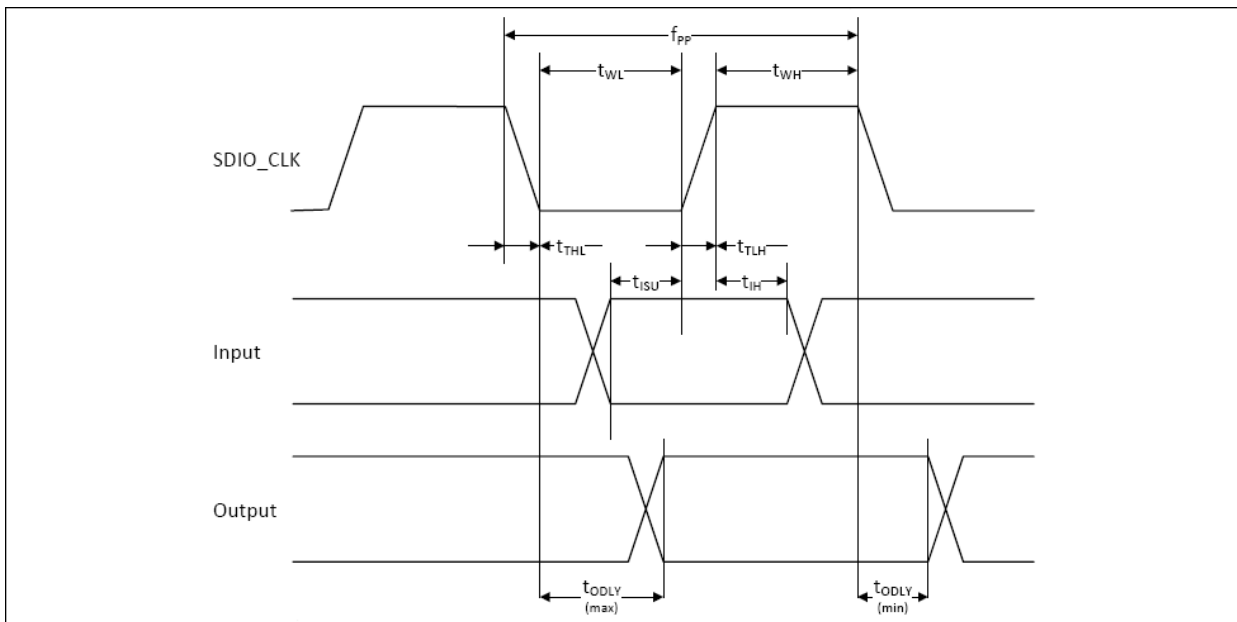 fPP
tWL
tWH
SDIO_CLK
tTHL
tTLH
tISU
tIH
Input
Output
tODLY
(max)
tODLY
(min)